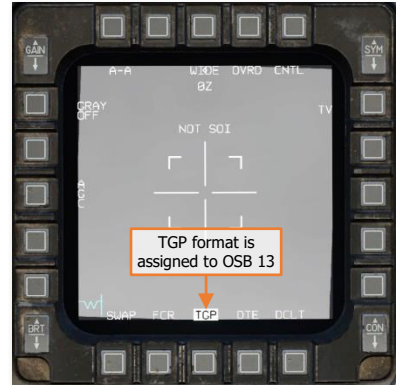 GAIN
SYM
A-A WIDE OVRD CNTL
0Z
GRAY
OFF
TV
NOT SOI
AGC
TGP format is
assigned to OSB 13
SWAP FCR TGP DTE DCLT
BRT
CON